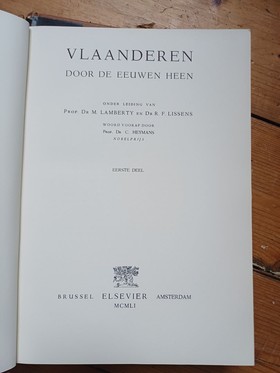 VLAANDEREN
DOOR DE EEUWEN HEEN
ONDER LEIDING VAN
Prof. Dr. M. LAMBERTY en Dr. R. F. LISSENS
WOORD VOORAF DOOR
Prof. Dr. C. HEYMANS
NOBELPRIJS
EERSTE DEEL
BRUSSEL ELSEVIER AMSTERDAM
MCMLI